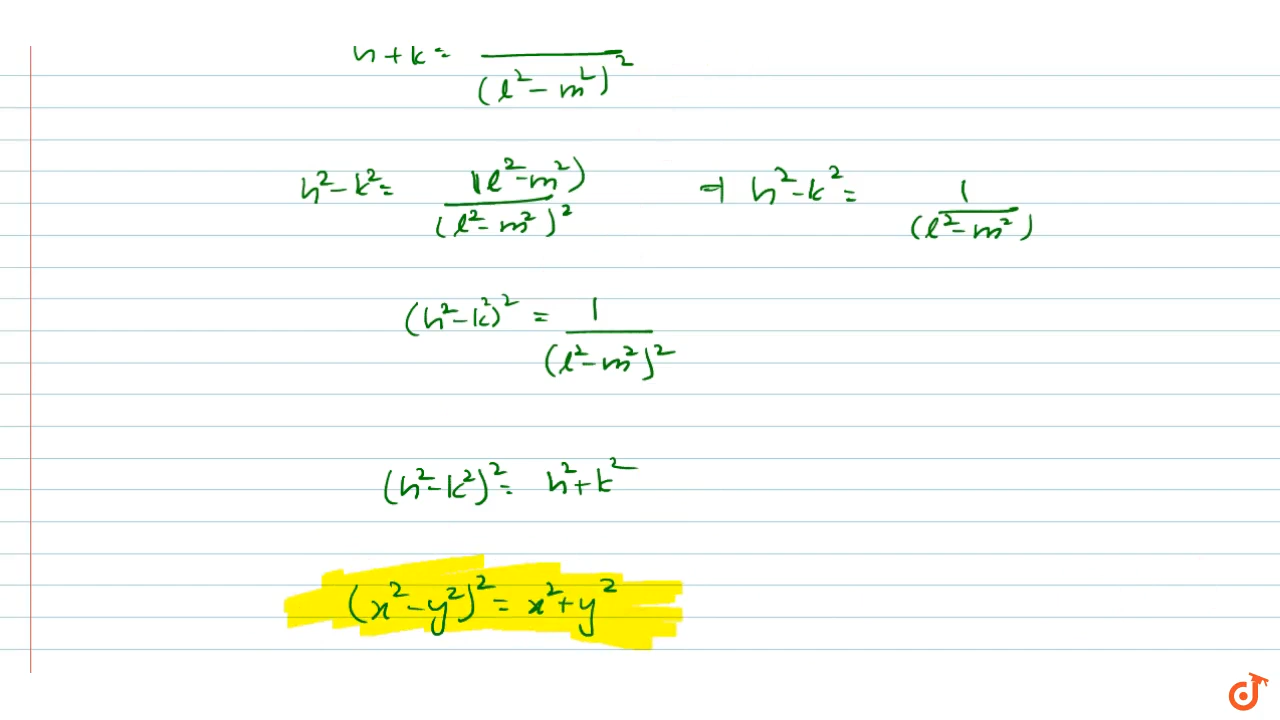 h + k = ――― / (l² - m²)²
h² - k² = 1(l² - m²) / (l² - m²)² ⇒ h² - k² = 1 / (l² - m²)
(h² - k²)² = 1 / (l² - m²)²
(h² - k²)² = h² + k²
(x² - y²)² = x² + y²